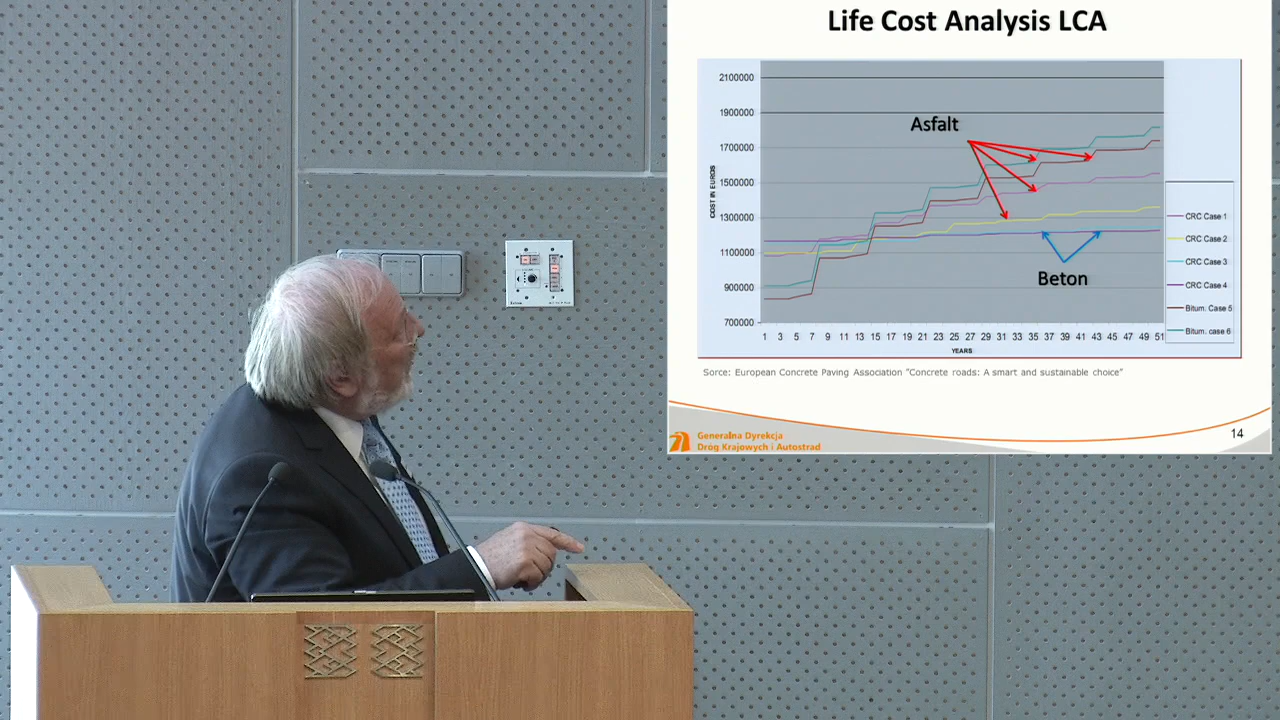 Life Cost Analysis LCA
2100000
1900000
1700000
1500000
1300000
1100000
900000
700000
COST IN EUROS
Asfalt
Beton
1 3 5 7 9 11 13 15 17 19 21 23 25 27 29 31 33 35 37 39 41 43 45 47 49 51
YEARS
CRC Case 1
CRC Case 2
CRC Case 3
CRC Case 4
Bitum. Case 5
Bitum. case 6
Sorce: European Concrete Paving Association "Concrete roads: A smart and sustainable choice"
Generalna Dyrekcja
Dróg Krajowych i Autostrad
14